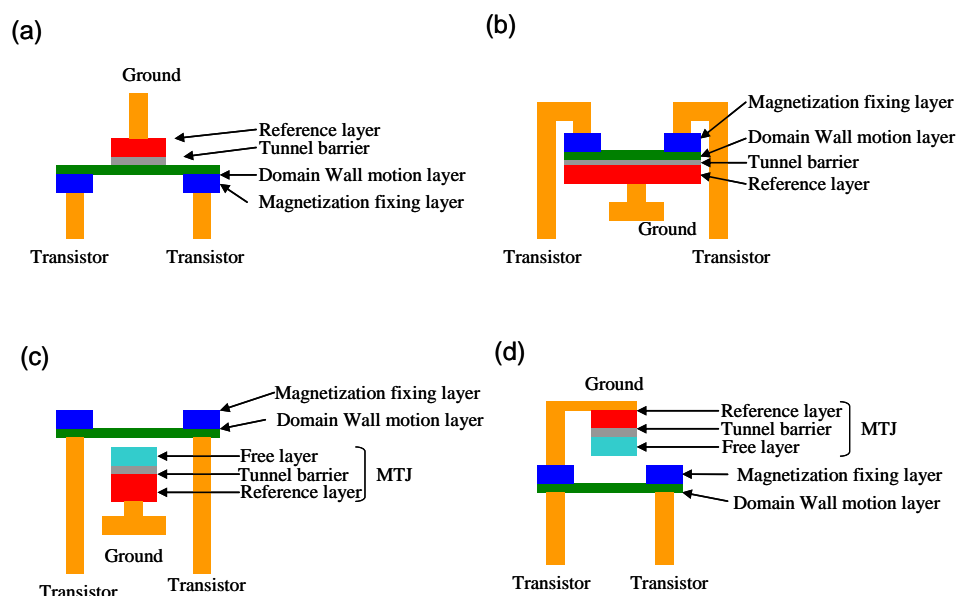 (a)
Ground
Reference layer
Tunnel barrier
Domain Wall motion layer
Magnetization fixing layer
Transistor Transistor
(b)
Magnetization fixing layer
Domain Wall motion layer
Tunnel barrier
Reference layer
Ground
Transistor Transistor
(c)
Magnetization fixing layer
Domain Wall motion layer
Free layer
Tunnel barrier
MTJ
Reference layer
Ground
Transistor Transistor
(d)
Ground
Reference layer
Tunnel barrier
MTJ
Free layer
Magnetization fixing layer
Domain Wall motion layer
Transistor Transistor